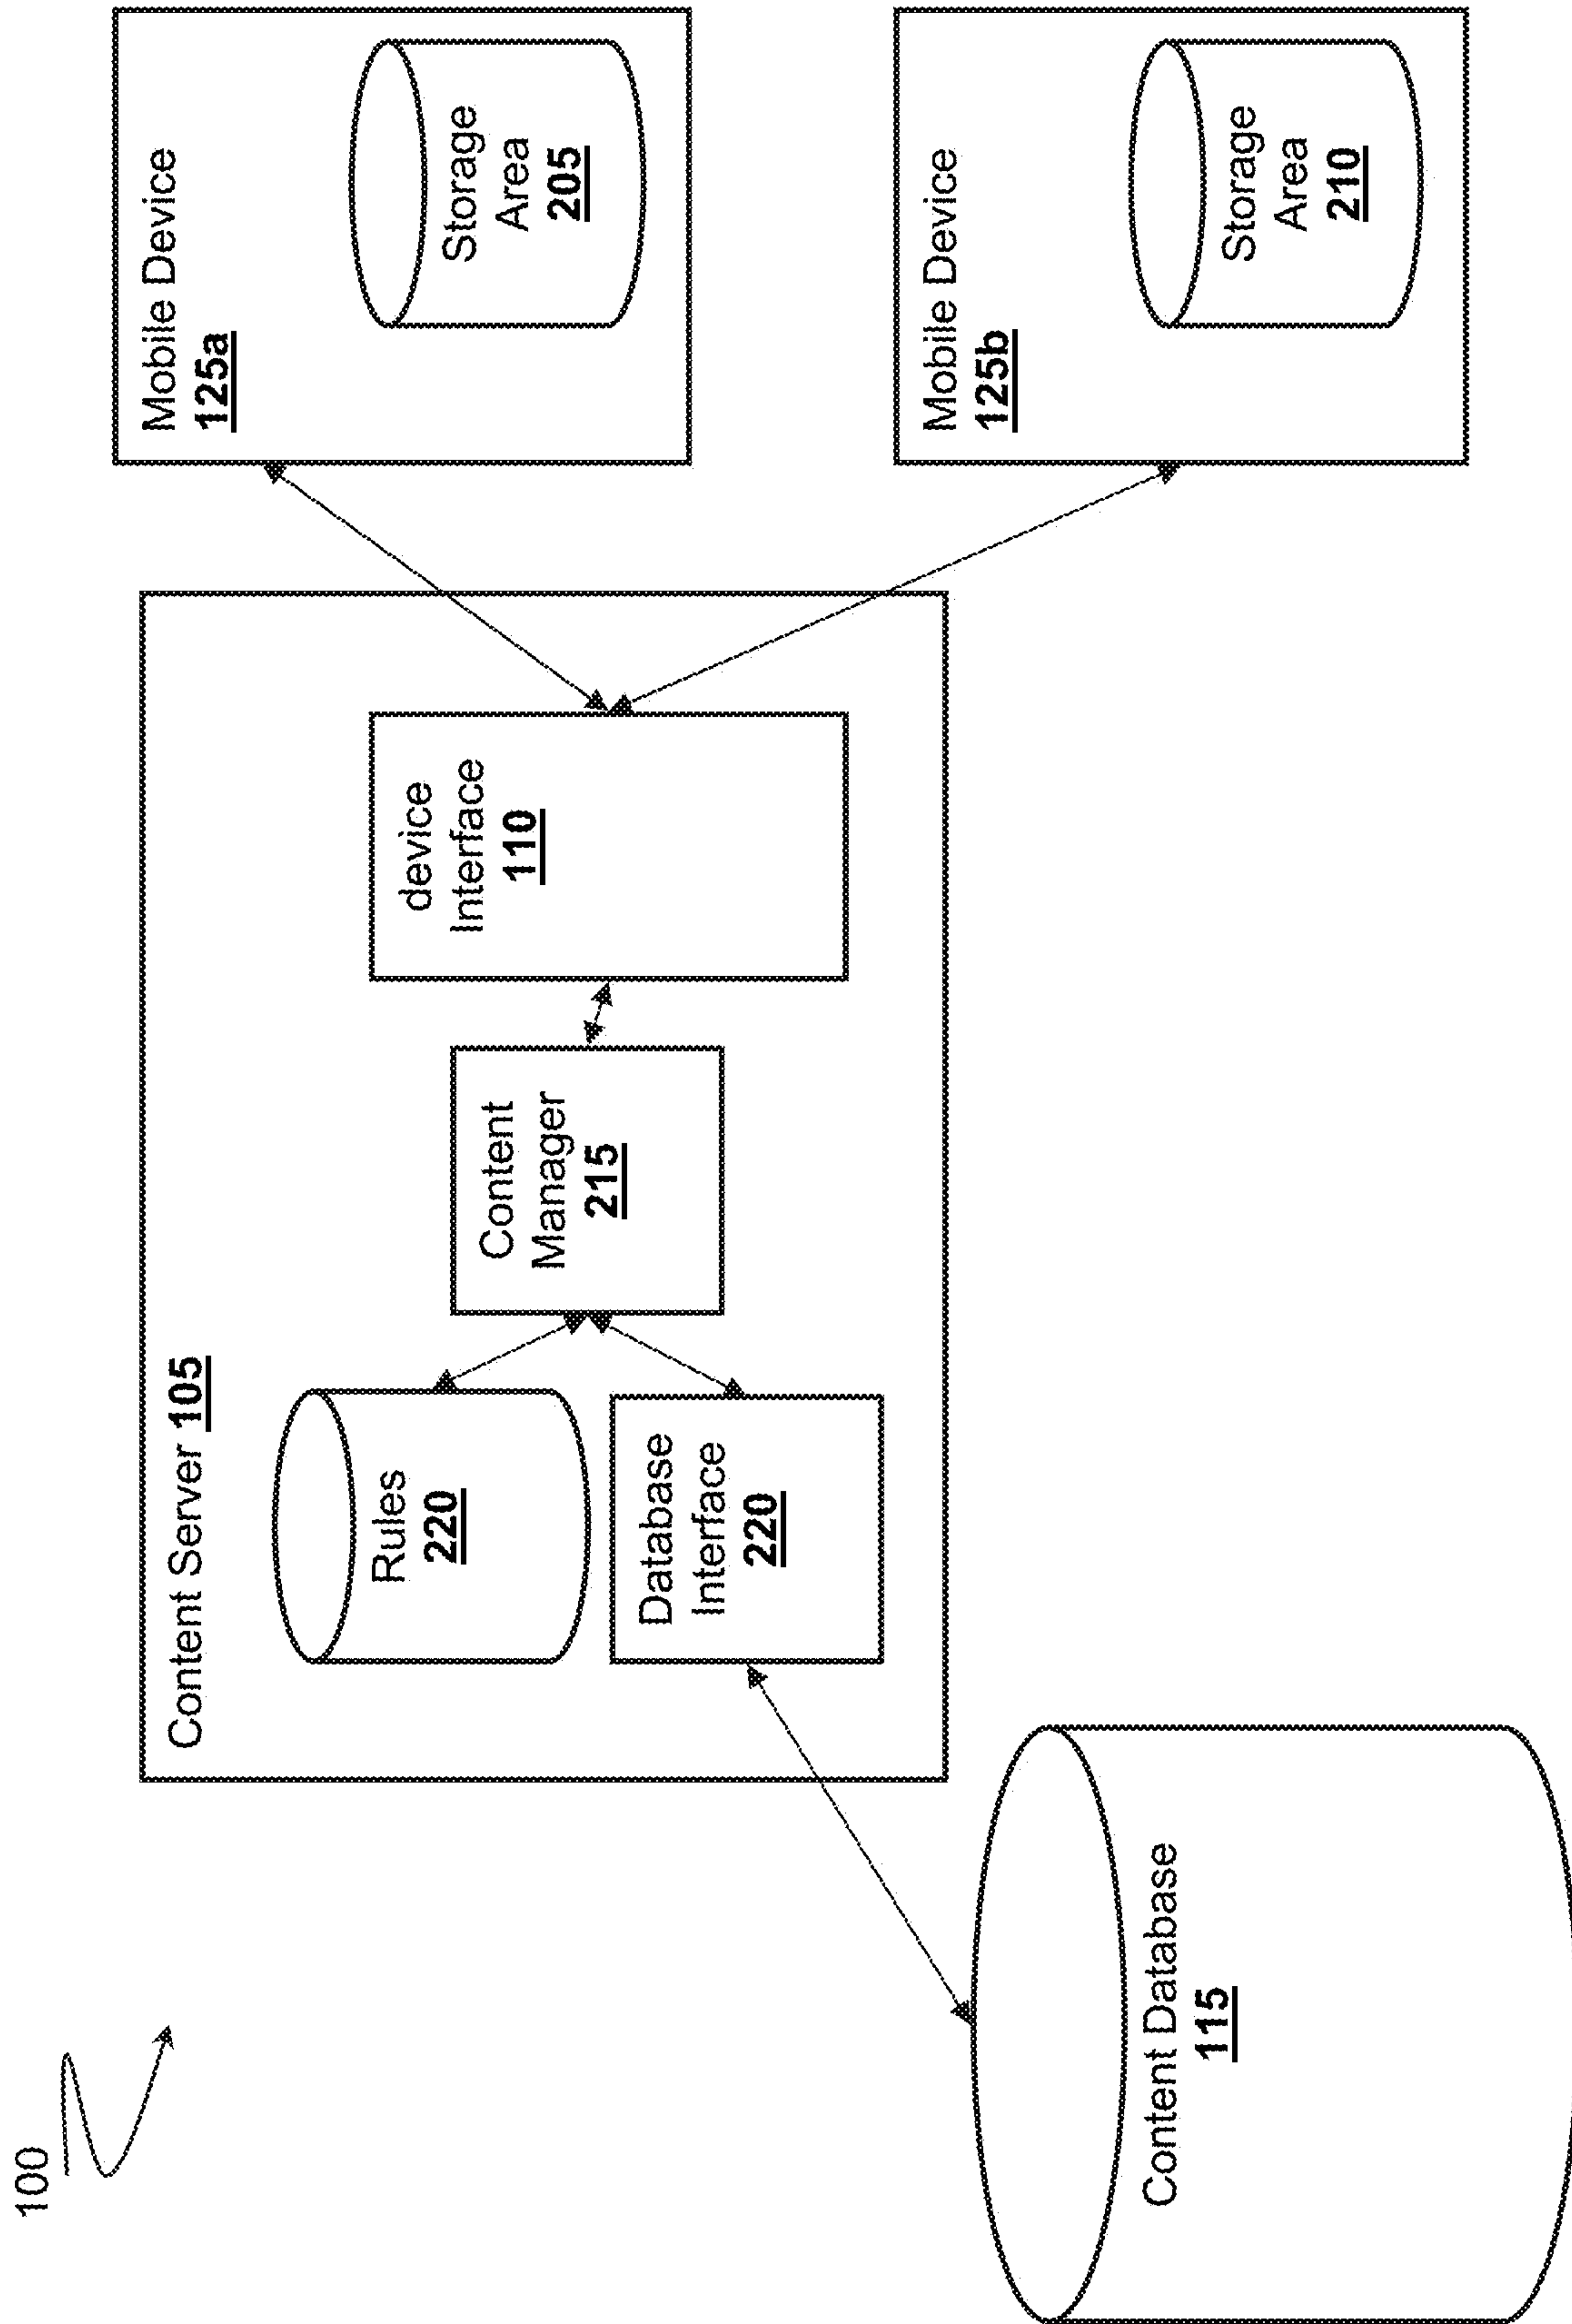 100
Content Server 105
Rules
220
Database
Interface
220
Content
Manager
215
device
Interface
110
Mobile Device
125a
Storage
Area
205
Mobile Device
125b
Storage
Area
210
Content Database
115